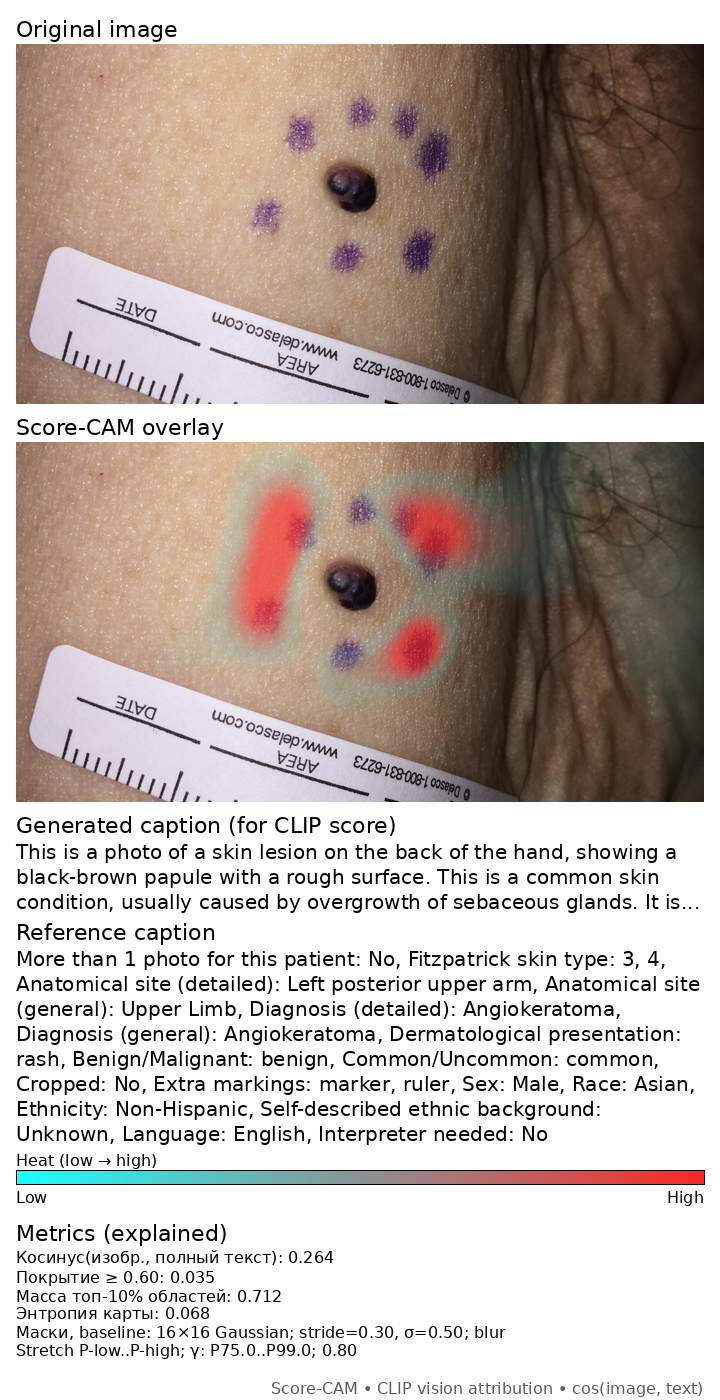 Original image
DATE
www.delasco.com
AREA
© Delasco 1-800-831-6273
Score-CAM overlay
DATE
www.delasco.com
AREA
© Delasco 1-800-831-6273
Generated caption (for CLIP score)
This is a photo of a skin lesion on the back of the hand, showing a
black-brown papule with a rough surface. This is a common skin
condition, usually caused by overgrowth of sebaceous glands. It is...
Reference caption
More than 1 photo for this patient: No, Fitzpatrick skin type: 3, 4,
Anatomical site (detailed): Left posterior upper arm, Anatomical site
(general): Upper Limb, Diagnosis (detailed): Angiokeratoma,
Diagnosis (general): Angiokeratoma, Dermatological presentation:
rash, Benign/Malignant: benign, Common/Uncommon: common,
Cropped: No, Extra markings: marker, ruler, Sex: Male, Race: Asian,
Ethnicity: Non-Hispanic, Self-described ethnic background:
Unknown, Language: English, Interpreter needed: No
Heat (low → high)
Low High
Metrics (explained)
Косинус(изобр., полный текст): 0.264
Покрытие ≥ 0.60: 0.035
Масса топ-10% областей: 0.712
Энтропия карты: 0.068
Маски, baseline: 16×16 Gaussian; stride=0.30, σ=0.50; blur
Stretch P-low..P-high; γ: P75.0..P99.0; 0.80
Score-CAM • CLIP vision attribution • cos(image, text)